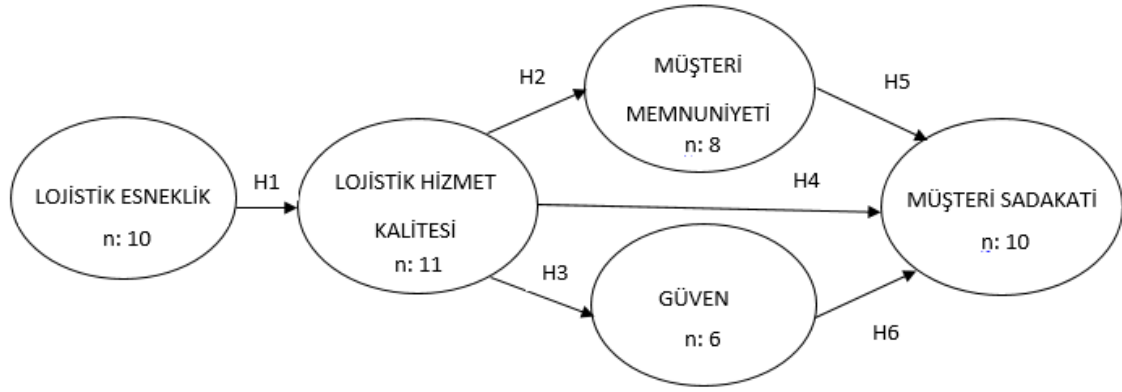 LOJİSTİK ESNEKLİK
n: 10
H1
LOJİSTİK HİZMET
KALİTESİ
n: 11
H2
MÜŞTERİ
MEMNUNİYETİ
n: 8
H5
H4
H3
GÜVEN
n: 6
H6
MÜŞTERİ SADAKATİ
n: 10